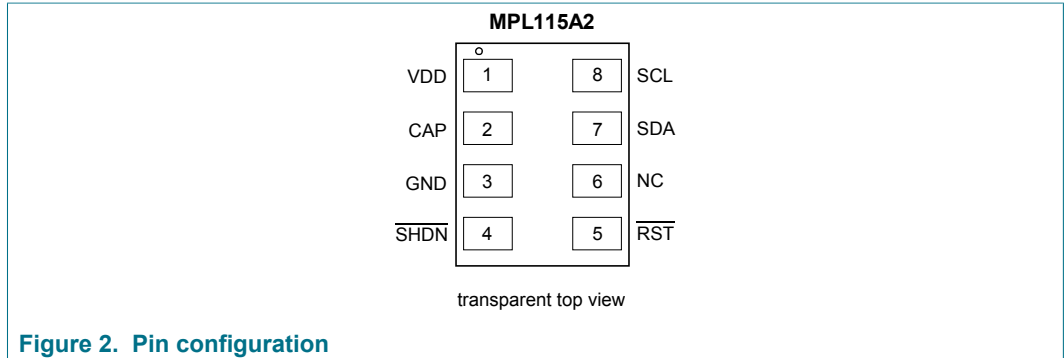 MPL115A2
VDD 1 8 SCL
CAP 2 7 SDA
GND 3 6 NC
SHDN 4 5 RST
transparent top view
Figure 2. Pin configuration